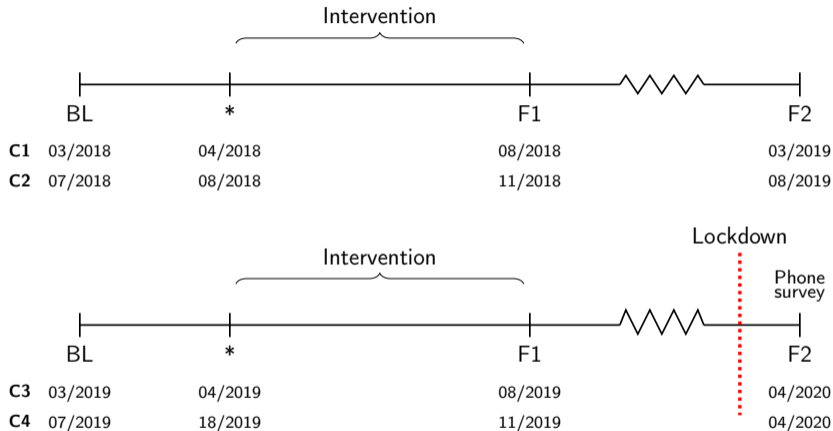 Intervention
BL * F1 F2
C1 03/2018 04/2018 08/2018 03/2019
C2 07/2018 08/2018 11/2018 08/2019
Lockdown
Intervention
Phone
survey
BL * F1 F2
C3 03/2019 04/2019 08/2019 04/2020
C4 07/2019 18/2019 11/2019 04/2020